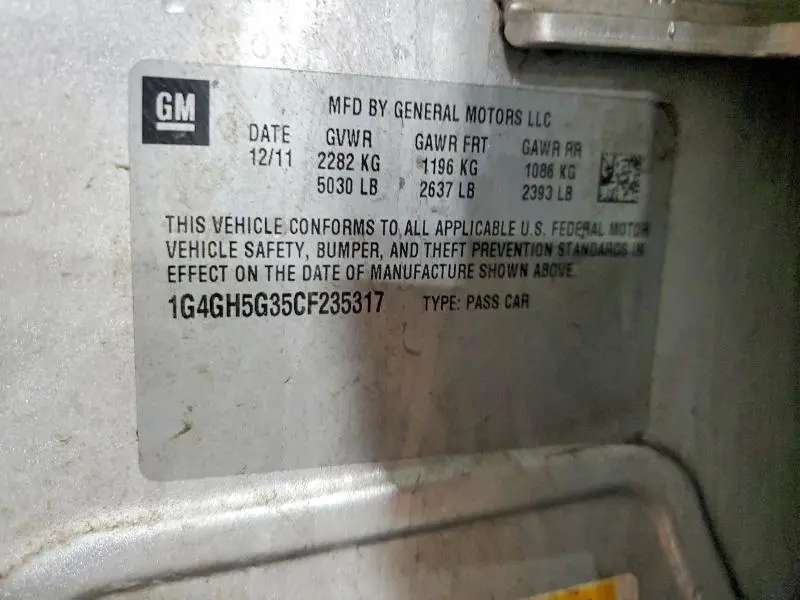 GM
MFD BY GENERAL MOTORS LLC
DATE GVWR GAWR FRT GAWR RR
12/11 2282 KG 1196 KG 1086 KG
5030 LB 2637 LB 2393 LB
THIS VEHICLE CONFORMS TO ALL APPLICABLE U.S. FEDERAL MOTOR
VEHICLE SAFETY, BUMPER, AND THEFT PREVENTION STANDARDS IN
EFFECT ON THE DATE OF MANUFACTURE SHOWN ABOVE
1G4GH5G35CF235317 TYPE: PASS CAR